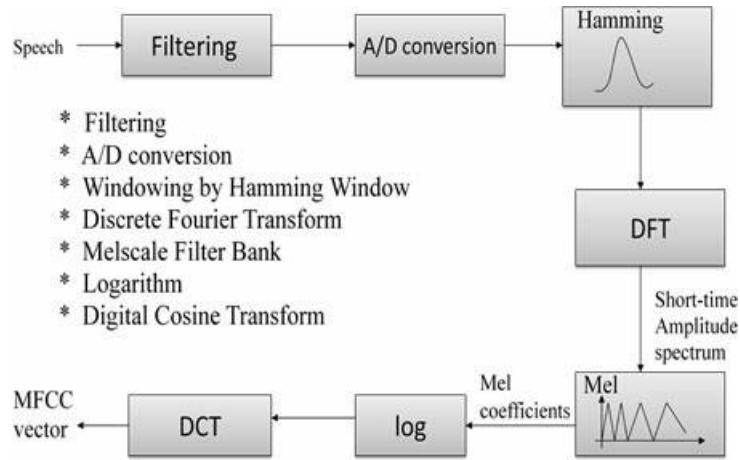 Speech
Filtering
A/D conversion
Hamming
* Filtering
* A/D conversion
* Windowing by Hamming Window
* Discrete Fourier Transform
* Melscale Filter Bank
* Logarithm
* Digital Cosine Transform
DFT
Short-time
Amplitude
spectrum
Mel
Mel
coefficients
log
DCT
MFCC
vector